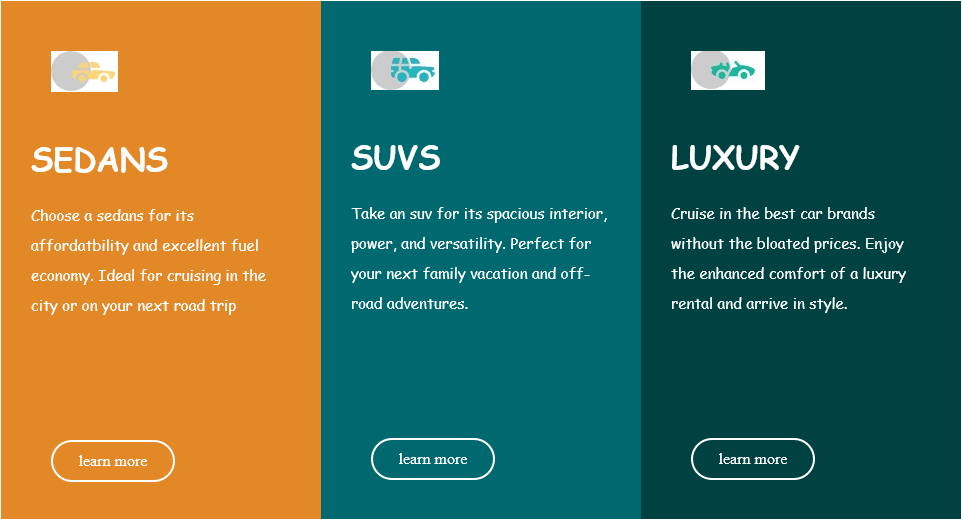 SEDANS
Choose a sedans for its
affordatbility and excellent fuel
economy. Ideal for cruising in the
city or on your next road trip
learn more
SUVS
Take an suv for its spacious interior,
power, and versatility. Perfect for
your next family vacation and off-
road adventures.
learn more
LUXURY
Cruise in the best car brands
without the bloated prices. Enjoy
the enhanced comfort of a luxury
rental and arrive in style.
learn more